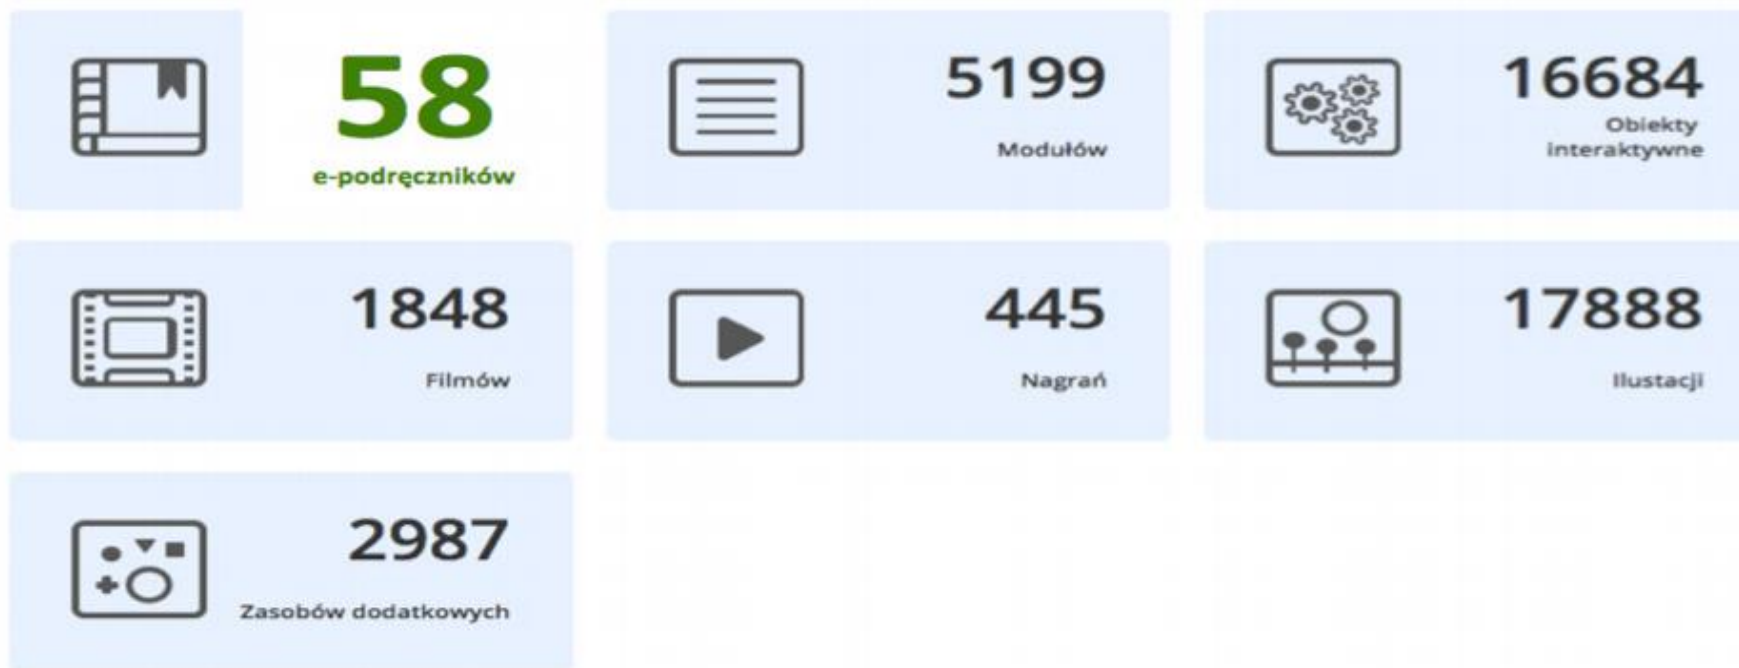 58
e-podręczników
5199
Modułów
16684
Obiekty
interaktywne
1848
Filmów
445
Nagrań
17888
Ilustacji
2987
Zasobów dodatkowych